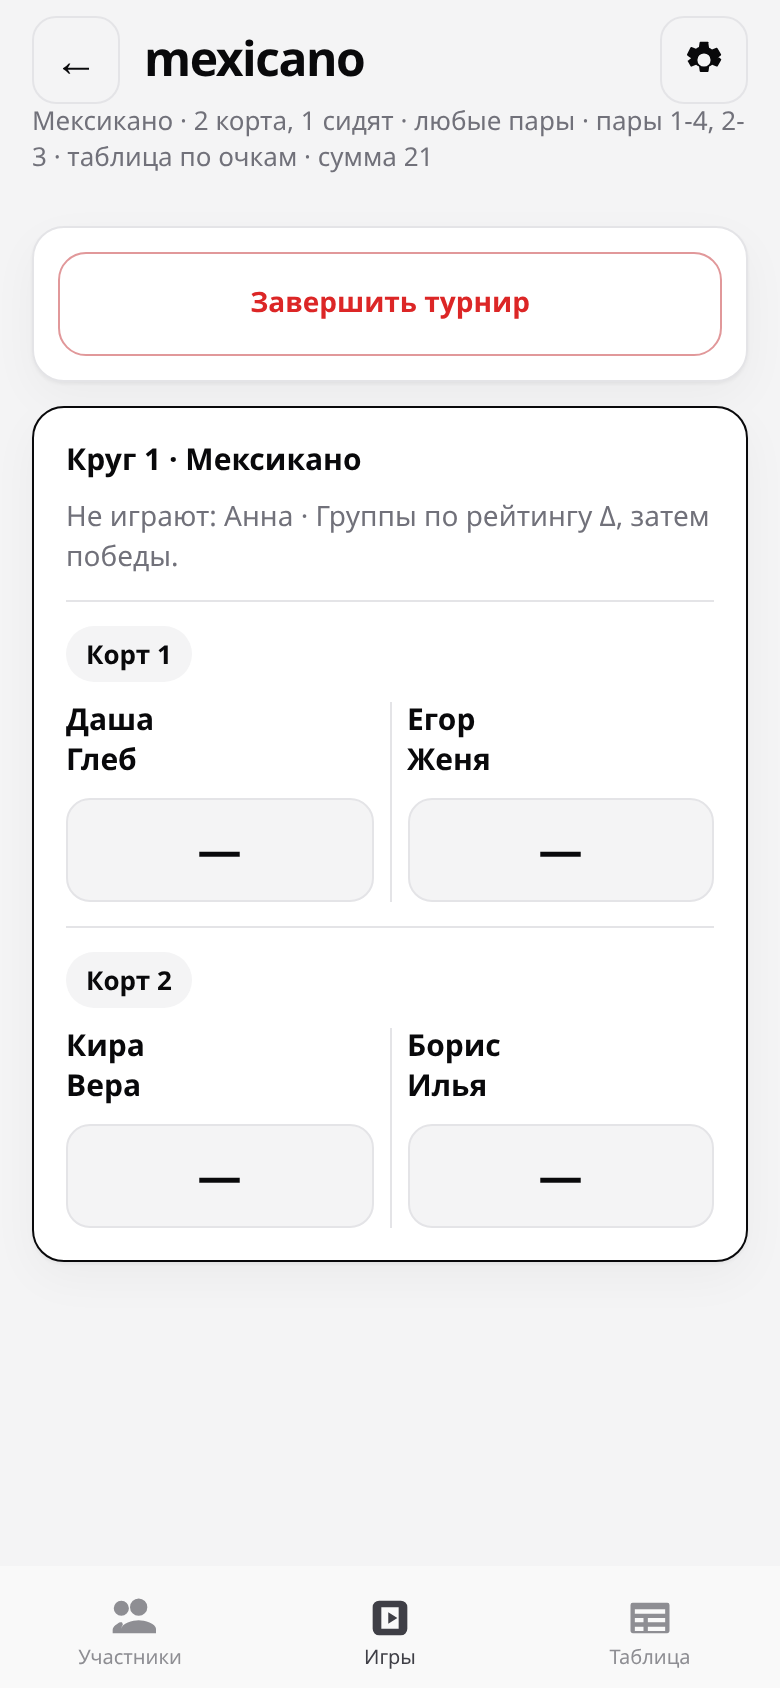 ← mexicano
Мексикано · 2 корта, 1 сидят · любые пары · пары 1-4, 2-
3 · таблица по очкам · сумма 21
Завершить турнир
Круг 1 · Мексикано
Не играют: Анна · Группы по рейтингу Δ, затем
победы.
Корт 1
Даша
Глеб
Егор
Женя
—
—
Корт 2
Кира
Вера
Борис
Илья
—
—
Участники
Игры
Таблица